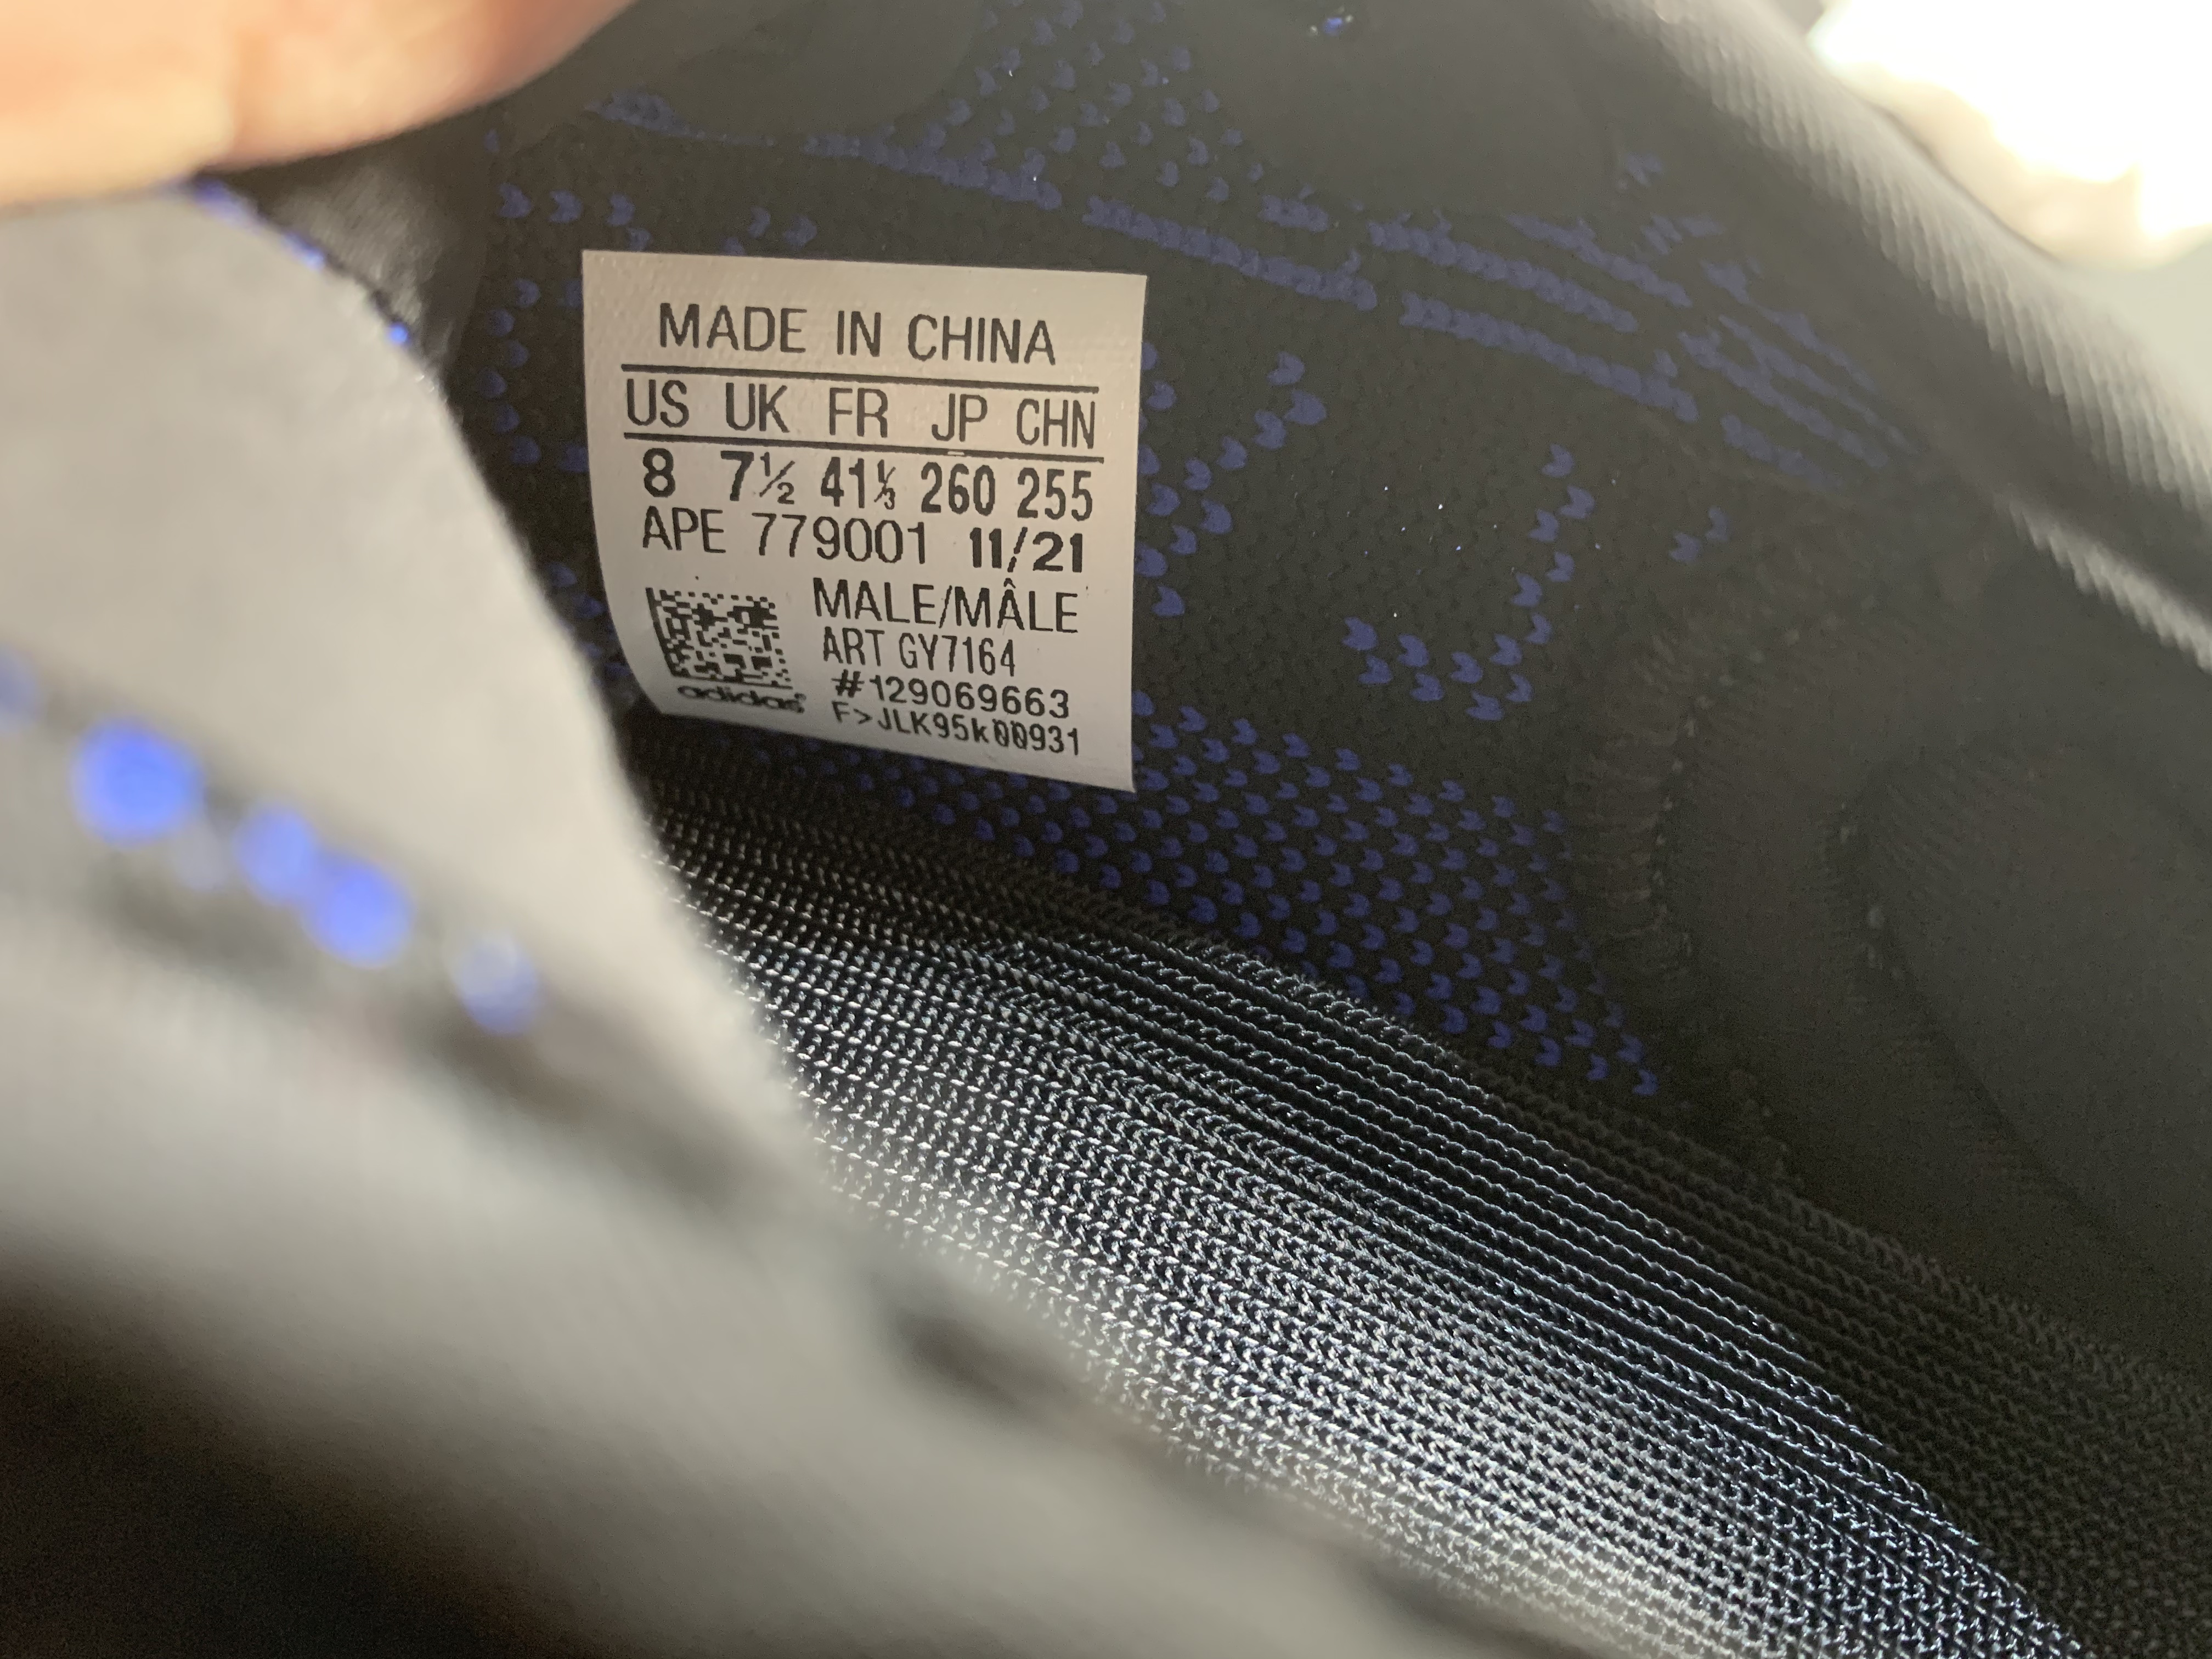 MADE IN CHINA
US UK FR JP CHN
8 7½ 41⅓ 260 255
APE 779001 11/21
MALE/MÂLE
ART GY7164
#129069663
adidas
F>JLK95k00931